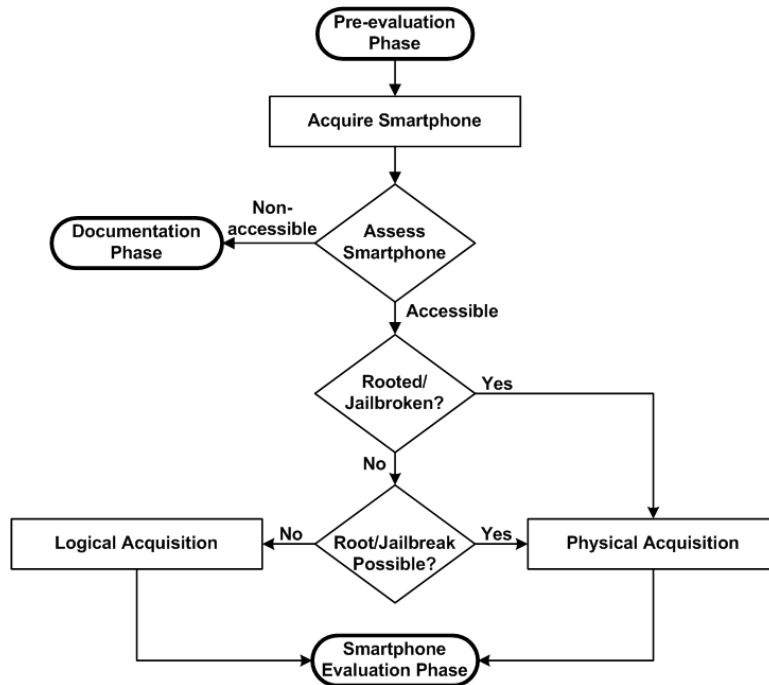 Pre-evaluation
Phase
Acquire Smartphone
Non-
accessible
Documentation
Phase
Assess
Smartphone
Accessible
Rooted/
Jailbroken?
Yes
No
Logical Acquisition
No
Root/Jailbreak
Possible?
Yes
Physical Acquisition
Smartphone
Evaluation Phase